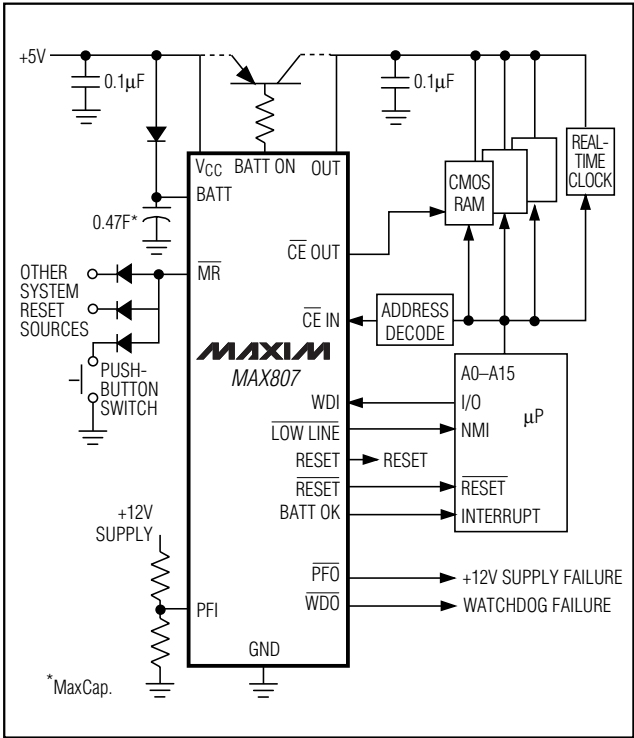 +5V
0.1µF
0.1µF
VCC
BATT ON
OUT
BATT
0.47F*
CE OUT
CMOS
RAM
REAL-
TIME
CLOCK
OTHER
SYSTEM
RESET
SOURCES
MR
CE IN
ADDRESS
DECODE
PUSH-
BUTTON
SWITCH
MAXIM
MAX807
A0–A15
I/O
µP
NMI
RESET
INTERRUPT
WDI
LOW LINE
RESET
RESET
RESET
BATT OK
+12V
SUPPLY
PFI
PFO
+12V SUPPLY FAILURE
WDO
WATCHDOG FAILURE
GND
*MaxCap.